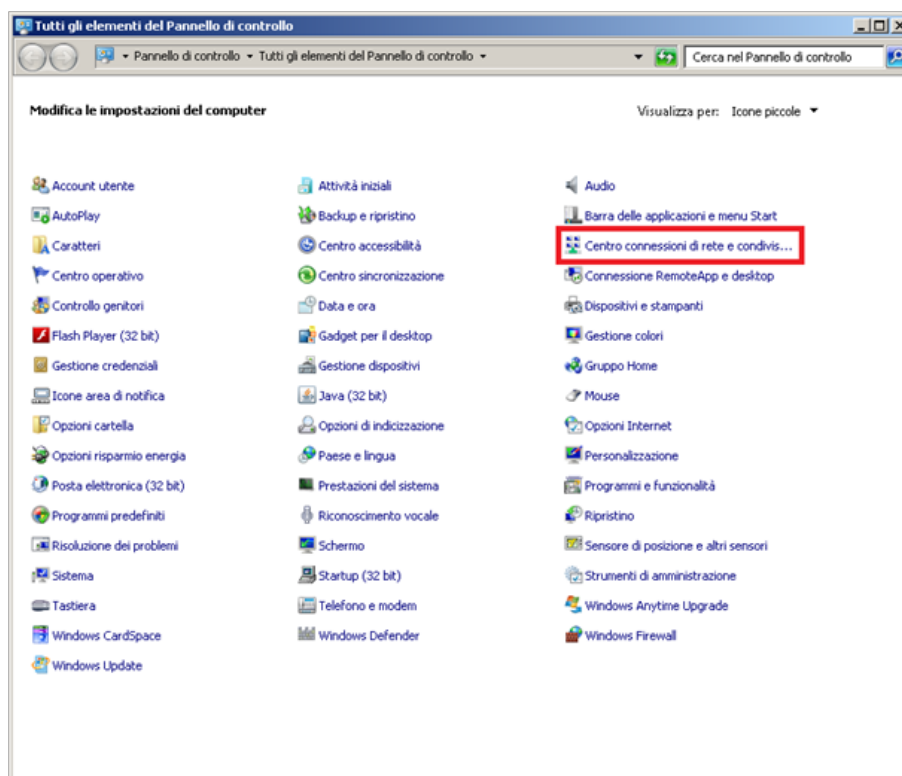 Tutti gli elementi del Pannello di controllo
Pannello di controllo Tutti gli elementi del Pannello di controllo Cerca nel Pannello di controllo
Modifica le impostazioni del computer Visualizza per: Icone piccole
Account utente Attività iniziali Audio
AutoPlay Backup e ripristino Barra delle applicazioni e menu Start
Caratteri Centro accessibilità Centro connessioni di rete e condivis...
Centro operativo Centro sincronizzazione Connessione RemoteApp e desktop
Controllo genitori Data e ora Dispositivi e stampanti
Flash Player (32 bit) Gadget per il desktop Gestione colori
Gestione credenziali Gestione dispositivi Gruppo Home
Icone area di notifica Java (32 bit) Mouse
Opzioni cartella Opzioni di indicizzazione Opzioni Internet
Opzioni risparmio energia Paese e lingua Personalizzazione
Posta elettronica (32 bit) Prestazioni del sistema Programmi e funzionalità
Programmi predefiniti Riconoscimento vocale Ripristino
Risoluzione dei problemi Schermo Sensore di posizione e altri sensori
Sistema Startup (32 bit) Strumenti di amministrazione
Tastiera Telefono e modem Windows Anytime Upgrade
Windows CardSpace Windows Defender Windows Firewall
Windows Update